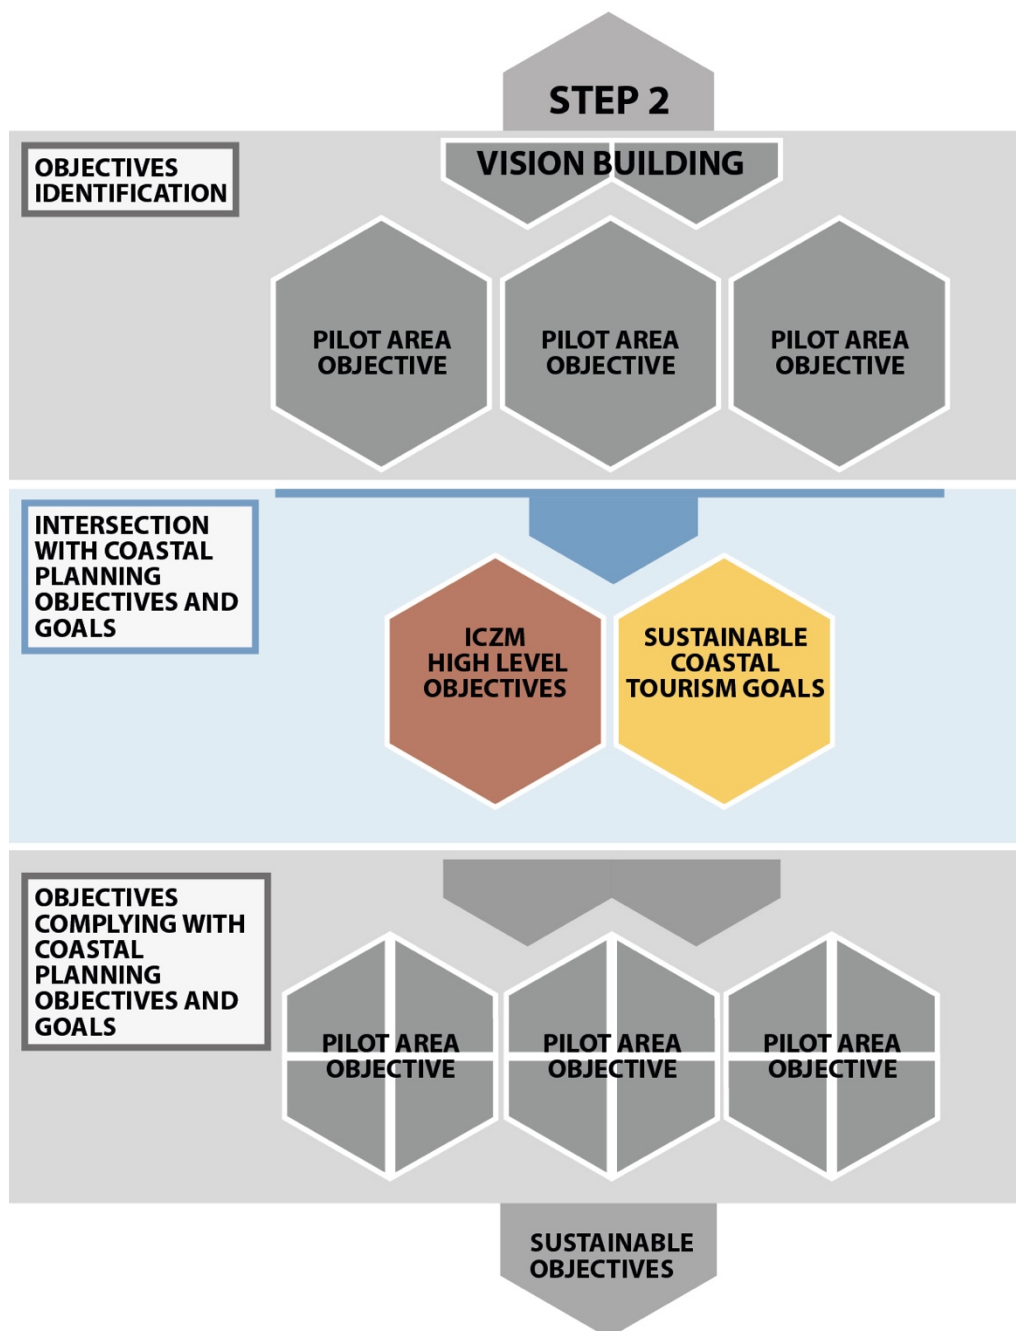 STEP 2
OBJECTIVES
IDENTIFICATION
VISION BUILDING
PILOT AREA
OBJECTIVE
PILOT AREA
OBJECTIVE
PILOT AREA
OBJECTIVE
INTERSECTION
WITH COASTAL
PLANNING
OBJECTIVES AND
GOALS
ICZM
HIGH LEVEL
OBJECTIVES
SUSTAINABLE
COASTAL
TOURISM GOALS
OBJECTIVES
COMPLYING WITH
COASTAL
PLANNING
OBJECTIVES AND
GOALS
PILOT AREA
OBJECTIVE
PILOT AREA
OBJECTIVE
PILOT AREA
OBJECTIVE
SUSTAINABLE
OBJECTIVES